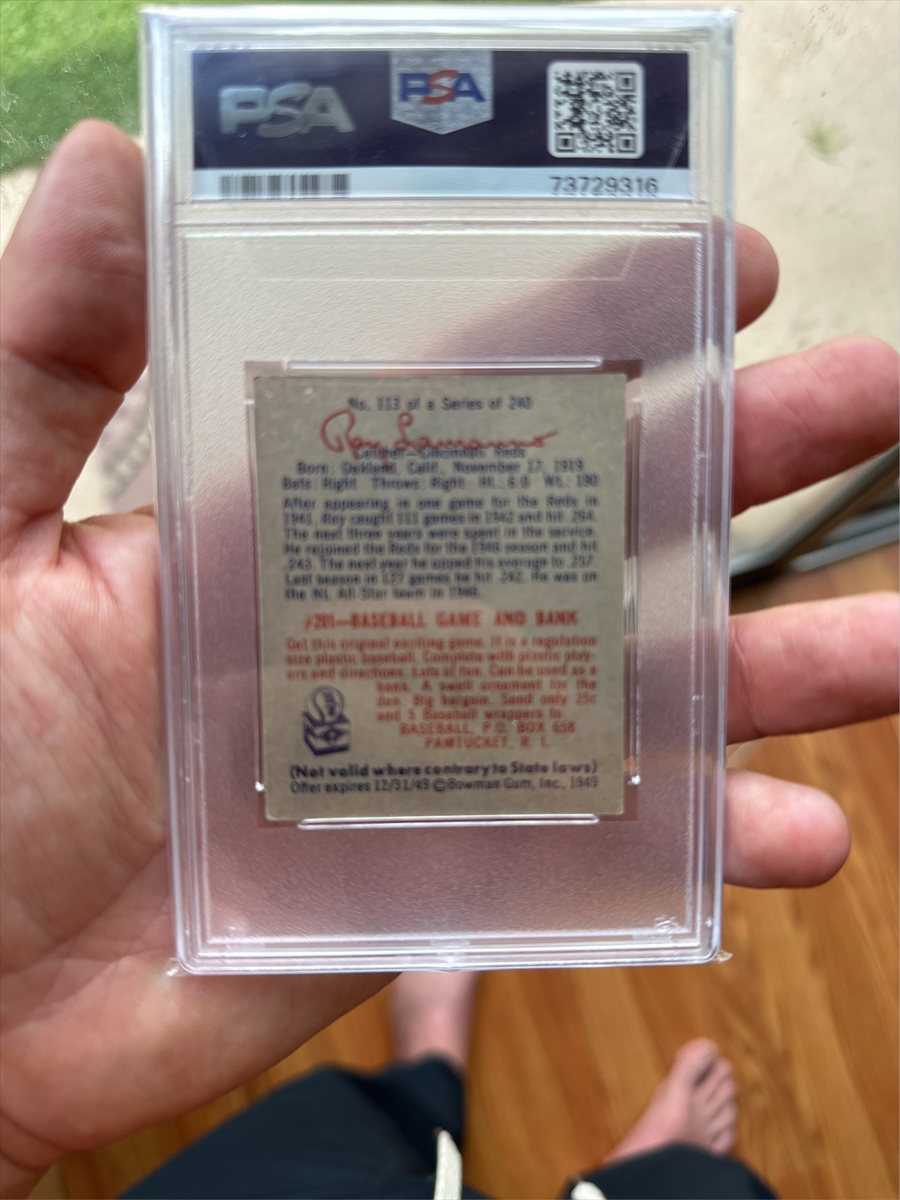 PSA PSA
73729316
No. 113 of a Series of 240
Ray Lamanno
Catcher—Cincinnati Reds
Born: Oakland, Calif., November 17, 1919
Bats: Right Throws: Right Ht.: 6.0 Wt.: 190
After appearing in one game for the Reds in
1941, Ray caught 111 games in 1942 and hit .264.
The next three years were spent in the service.
He rejoined the Reds for the 1946 season and hit
.243. The next year he upped his average to .257.
Last season in 127 games he hit .242. He was on
the NL All Star team in 1946.
#201—BASEBALL GAME AND BANK
Get this original exciting game. It is a regulation
size plastic baseball. Complete with plastic play-
ers and directions. Lots of fun. Can be used as a
bank. A swell ornament for the
den. Big bargain. Send only 25c
and 5 Baseball wrappers to.
BASEBALL, P.O. BOX 658
PAWTUCKET, R. I.
(Not valid where contrary to State laws)
Offer expires 12/31/49 ©Bowman Gum, Inc., 1949